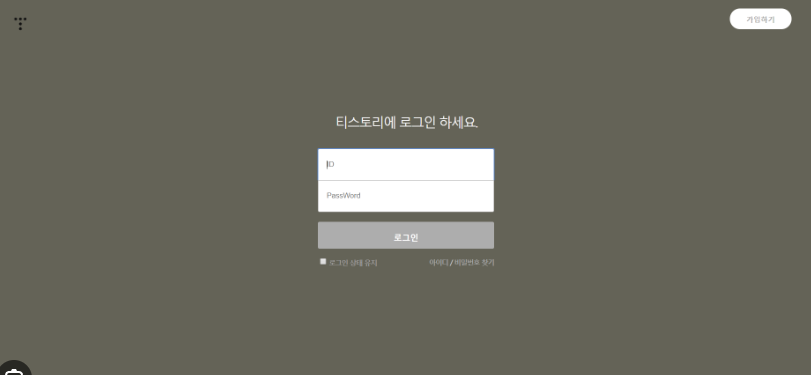 가입하기
티스토리에 로그인 하세요.
ID
PassWord
로그인
로그인 상태 유지
아이디 / 비밀번호 찾기